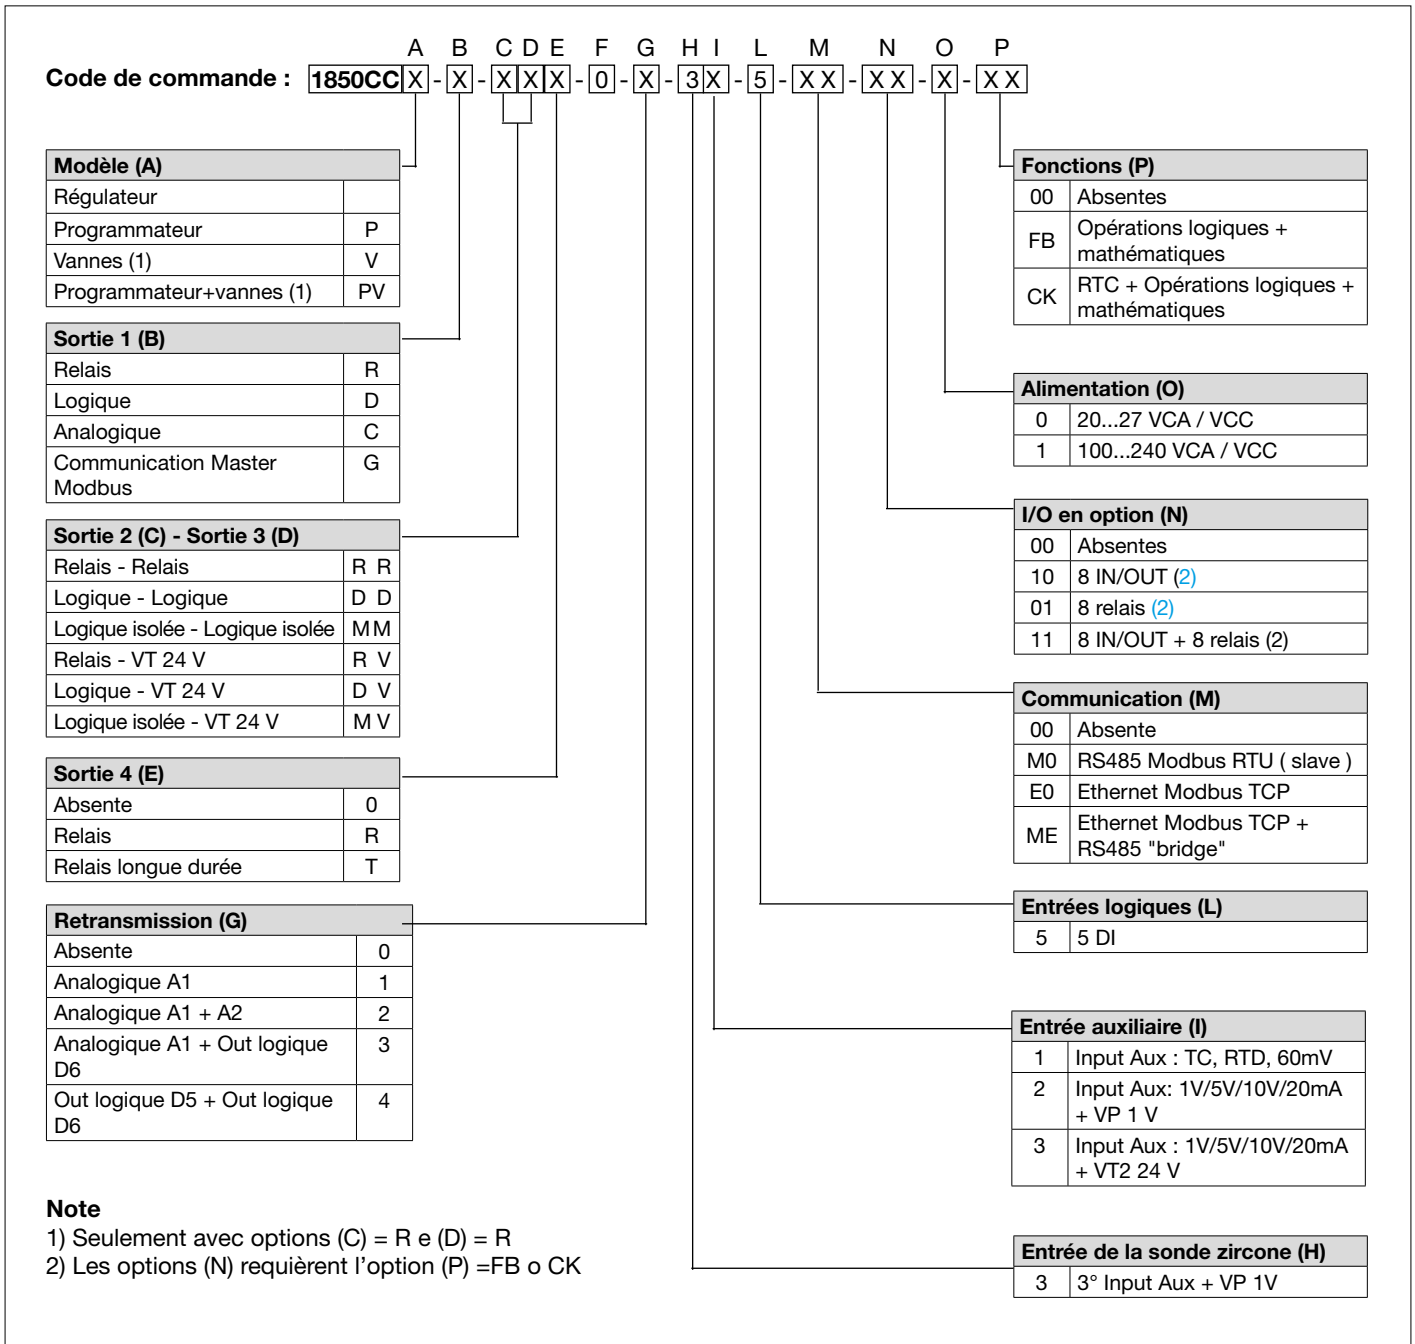 A B C D E F G H I L M N O P
Code de commande : 1850CC X - X - X X X - 0 - X - 3 X - 5 - X X - X X - X - X X
Modèle (A)
Régulateur
Programmateur P
Vannes (1) V
Programmateur+vannes (1) PV
Sortie 1 (B)
Relais R
Logique D
Analogique C
Communication Master G
Modbus
Sortie 2 (C) - Sortie 3 (D)
Relais - Relais R R
Logique - Logique D D
Logique isolée - Logique isolée M M
Relais - VT 24 V R V
Logique - VT 24 V D V
Logique isolée - VT 24 V M V
Sortie 4 (E)
Absente 0
Relais R
Relais longue durée T
Retransmission (G)
Absente 0
Analogique A1 1
Analogique A1 + A2 2
Analogique A1 + Out logique 3
D6
Out logique D5 + Out logique 4
D6
Note
1) Seulement avec options (C) = R e (D) = R
2) Les options (N) requièrent l'option (P) =FB o CK
Fonctions (P)
00 Absentes
FB Opérations logiques +
mathématiques
CK RTC + Opérations logiques +
mathématiques
Alimentation (O)
0 20...27 VCA / VCC
1 100...240 VCA / VCC
I/O en option (N)
00 Absentes
10 8 IN/OUT (2)
01 8 relais (2)
11 8 IN/OUT + 8 relais (2)
Communication (M)
00 Absente
M0 RS485 Modbus RTU ( slave )
E0 Ethernet Modbus TCP
ME Ethernet Modbus TCP +
RS485 "bridge"
Entrées logiques (L)
5 5 DI
Entrée auxiliaire (I)
1 Input Aux : TC, RTD, 60mV
2 Input Aux: 1V/5V/10V/20mA
+ VP 1 V
3 Input Aux : 1V/5V/10V/20mA
+ VT2 24 V
Entrée de la sonde zircone (H)
3 3° Input Aux + VP 1V